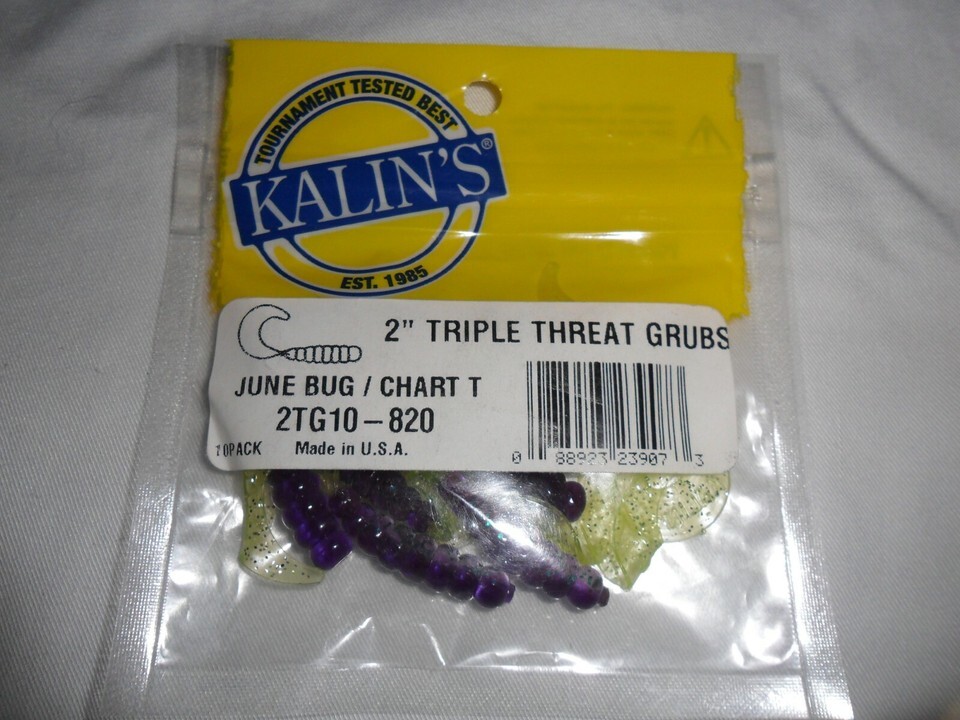 TOURNAMENT TESTED BEST
KALIN'S®
EST. 1985
2" TRIPLE THREAT GRUBS
JUNE BUG / CHART T
2TG10-820
10PACK Made in U.S.A.
0 88923 23907 3